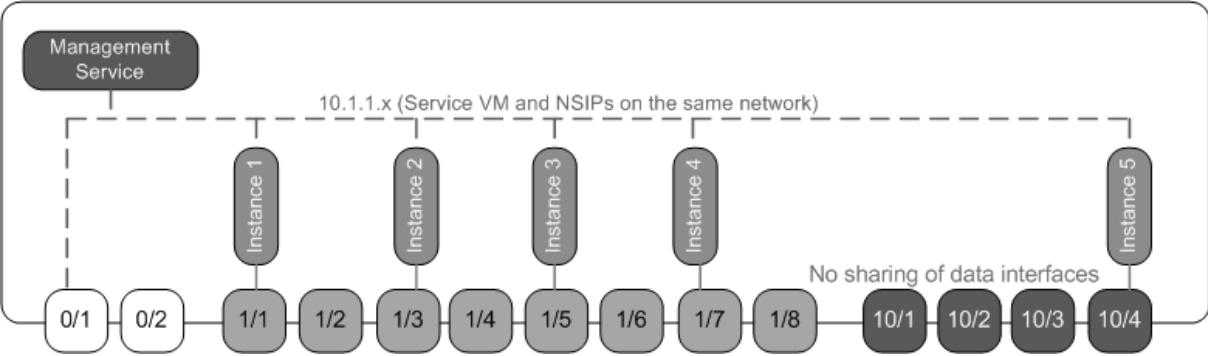 Management
Service
10.1.1.x (Service VM and NSIPs on the same network)
Instance 1
Instance 2
Instance 3
Instance 4
Instance 5
No sharing of data interfaces
0/1 0/2 1/1 1/2 1/3 1/4 1/5 1/6 1/7 1/8 10/1 10/2 10/3 10/4